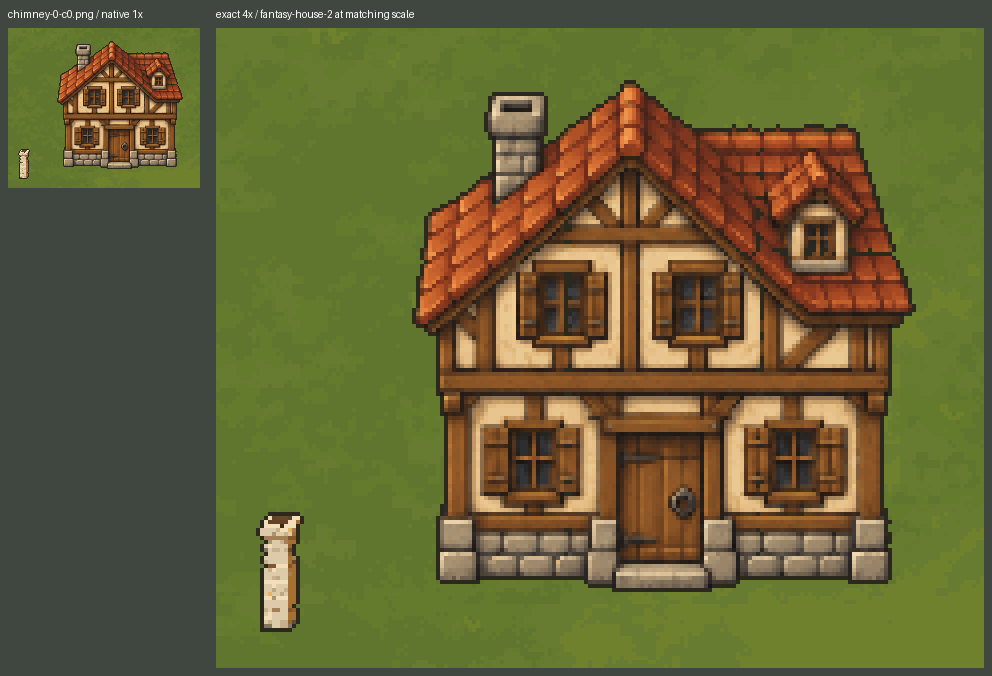 chimney-0-c0.png / native 1x
exact 4x / fantasy-house-2 at matching scale